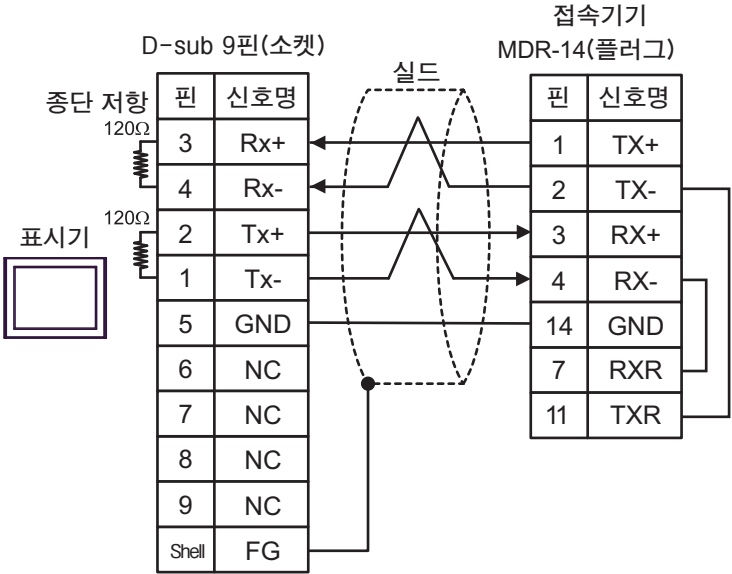 접속기기
D-sub 9핀(소켓)
MDR-14(플러그)
실드
종단 저항
핀 신호명
핀 신호명
120Ω
3 Rx+
1 TX+
4 Rx-
2 TX-
120Ω
2 Tx+
3 RX+
표시기
1 Tx-
4 RX-
5 GND
14 GND
6 NC
7 RXR
7 NC
11 TXR
8 NC
9 NC
Shell FG